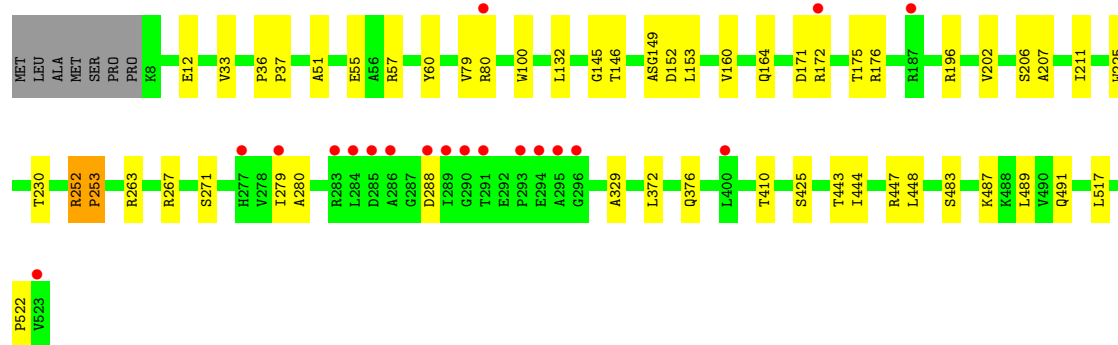 MET LEU ALA MET SER PRO PRO K8 E12 V33 P36 P37 A51 E55 A56 R57 Y60 V79 R80 W100 L132 G145 T146 ASG149 D152 L153 V160 Q164 D171 R172 T175 R176 R187 R196 V202 S206 A207 I211 W225
T230 R252 P253 R263 R267 S271 H277 V278 I279 A280 R283 L284 D285 A286 G287 D288 I289 G290 T291 E292 P293 E294 A295 G296 A329 L372 Q376 L400 T410 S425 T443 I444 R447 L448 S483 K487 K488 L489 V490 Q491 L517
P522 V523